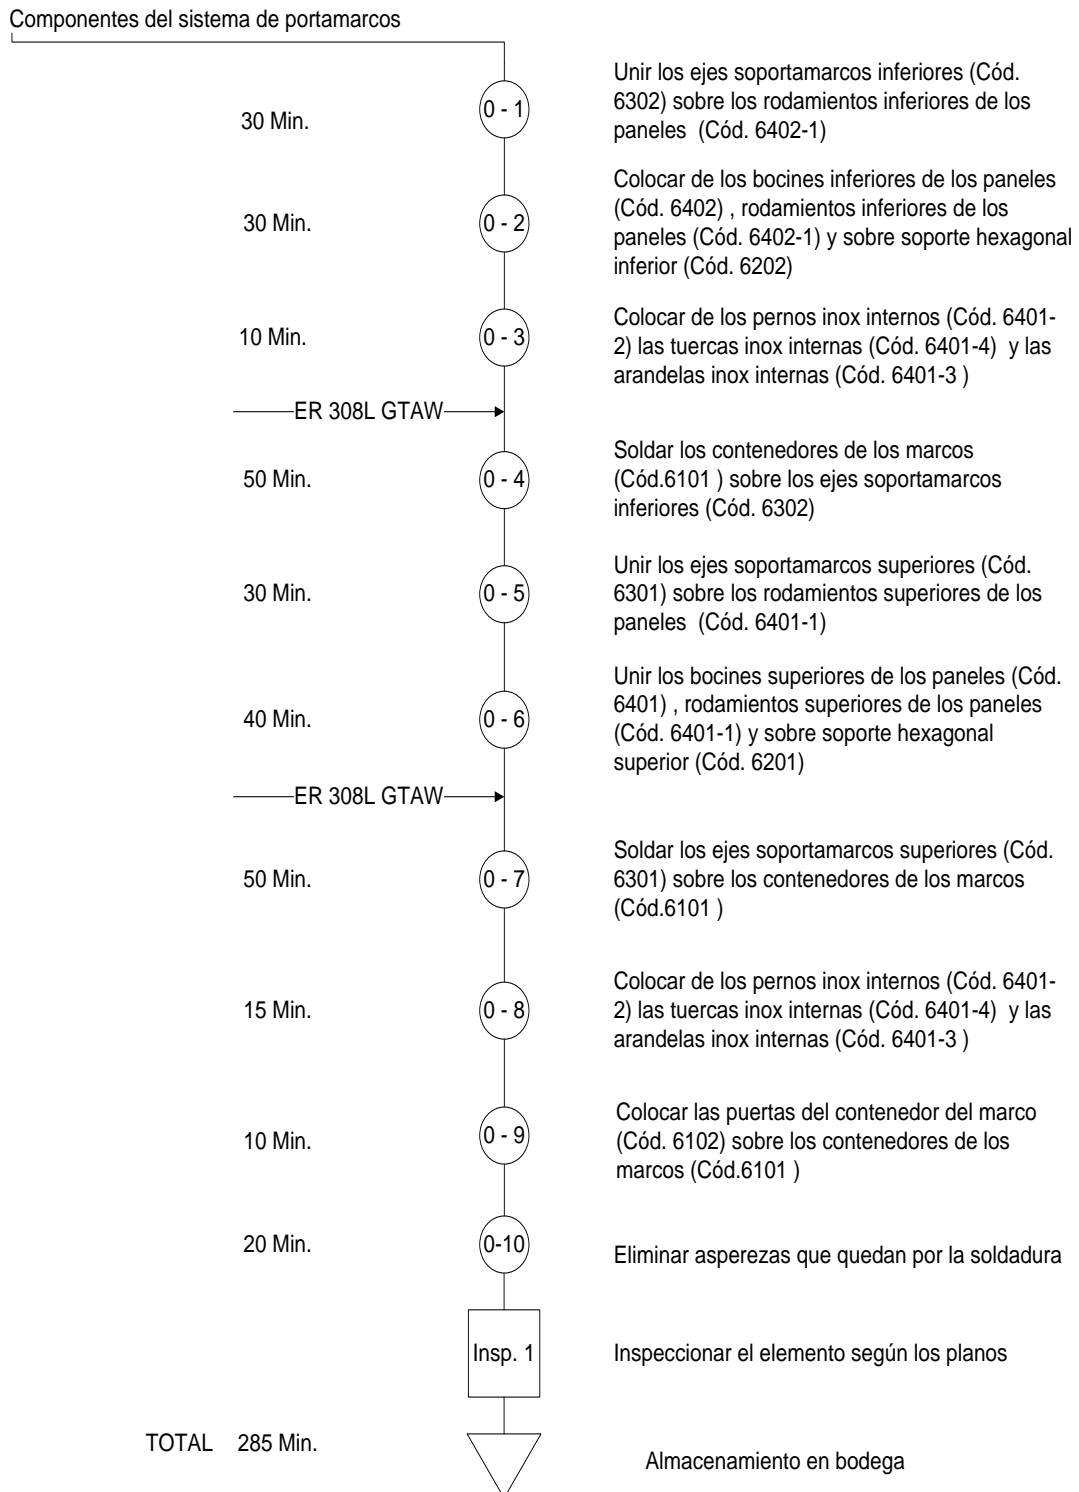 Componentes del sistema de portamarcos
30 Min.
0 - 1
Unir los ejes soportamarcos inferiores (Cód.
6302) sobre los rodamientos inferiores de los
paneles (Cód. 6402-1)
30 Min.
0 - 2
Colocar de los bocines inferiores de los paneles
(Cód. 6402) , rodamientos inferiores de los
paneles (Cód. 6402-1) y sobre soporte hexagonal
inferior (Cód. 6202)
10 Min.
0 - 3
Colocar de los pernos inox internos (Cód. 6401-
2) las tuercas inox internas (Cód. 6401-4) y las
arandelas inox internas (Cód. 6401-3 )
ER 308L GTAW
50 Min.
0 - 4
Soldar los contenedores de los marcos
(Cód.6101 ) sobre los ejes soportamarcos
inferiores (Cód. 6302)
30 Min.
0 - 5
Unir los ejes soportamarcos superiores (Cód.
6301) sobre los rodamientos superiores de los
paneles (Cód. 6401-1)
40 Min.
0 - 6
Unir los bocines superiores de los paneles (Cód.
6401) , rodamientos superiores de los paneles
(Cód. 6401-1) y sobre soporte hexagonal
superior (Cód. 6201)
ER 308L GTAW
50 Min.
0 - 7
Soldar los ejes soportamarcos superiores (Cód.
6301) sobre los contenedores de los marcos
(Cód.6101 )
15 Min.
0 - 8
Colocar de los pernos inox internos (Cód. 6401-
2) las tuercas inox internas (Cód. 6401-4) y las
arandelas inox internas (Cód. 6401-3 )
10 Min.
0 - 9
Colocar las puertas del contenedor del marco
(Cód. 6102) sobre los contenedores de los
marcos (Cód.6101 )
20 Min.
0-10
Eliminar asperezas que quedan por la soldadura
Insp. 1
Inspeccionar el elemento según los planos
TOTAL 285 Min.
Almacenamiento en bodega